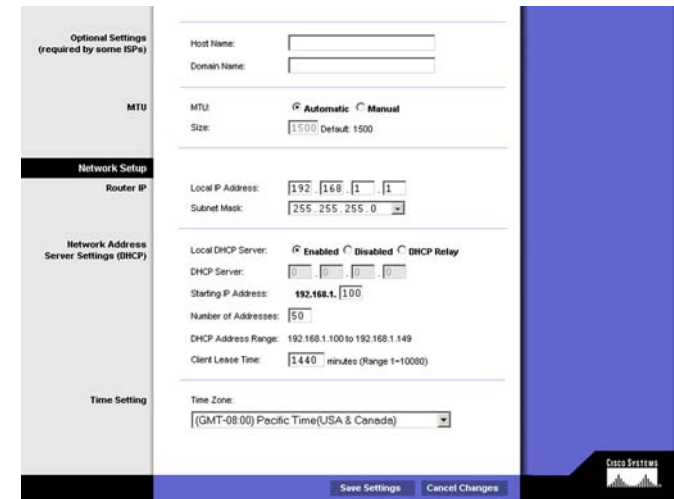 Optional Settings
(required by some ISPs)
Host Name:
Domain Name:
MTU
MTU:
Automatic Manual
Size:
1500 Default: 1500
Network Setup
Router IP
Local IP Address:
192 . 168 . 1 . 1
Subnet Mask:
255.255.255.0
Network Address
Server Settings (DHCP)
Local DHCP Server:
Enabled Disabled DHCP Relay
DHCP Server:
0 . 0 . 0 . 0
Starting IP Address:
192.168.1. 100
Number of Addresses:
50
DHCP Address Range:
192.168.1.100 to 192.168.1.149
Client Lease Time:
1440 minutes (Range 1~10080)
Time Setting
Time Zone:
(GMT-08:00) Pacific Time(USA & Canada)
Save Settings
Cancel Changes
CISCO SYSTEMS